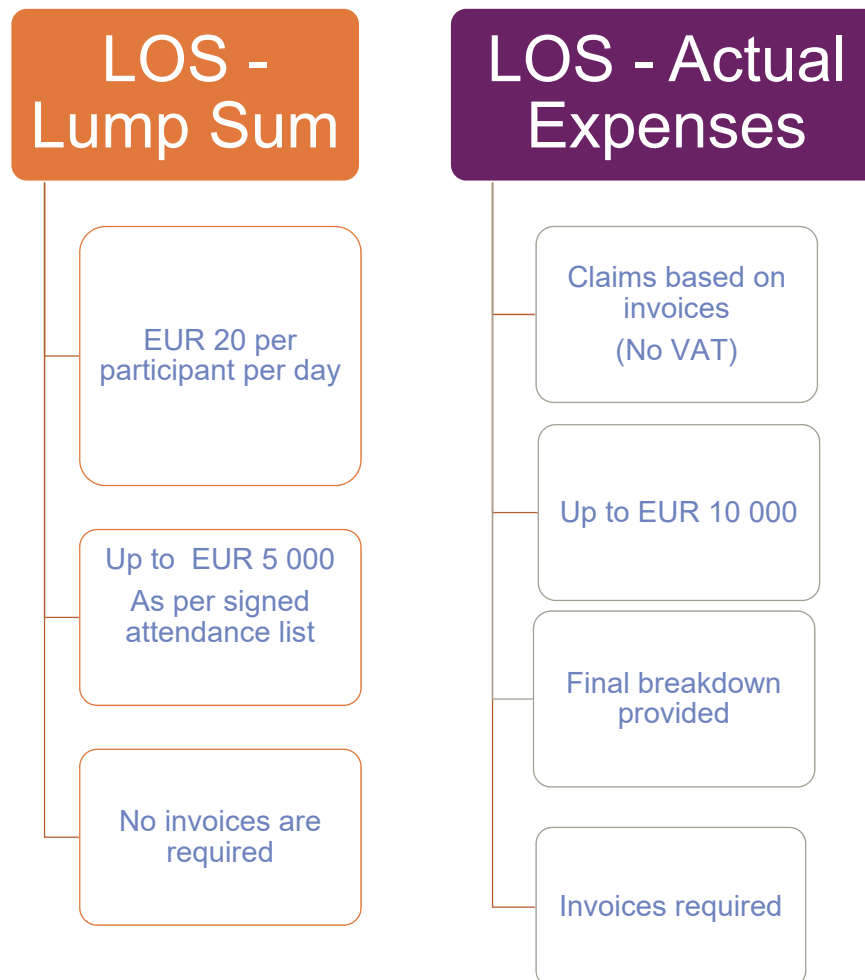 LOS -
Lump Sum
EUR 20 per
participant per day
Up to  EUR 5 000
As per signed
attendance list
No invoices are
required
LOS - Actual
Expenses
Claims based on
invoices
(No VAT)
Up to EUR 10 000
Final breakdown
provided
Invoices required